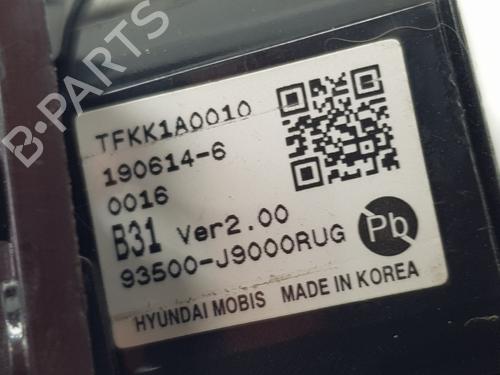 TFKK1A0010
190614-6
0016
B31 Ver2.00
93500-J9000RUG
Pb
HYUNDAI MOBIS MADE IN KOREA
B-PARTS